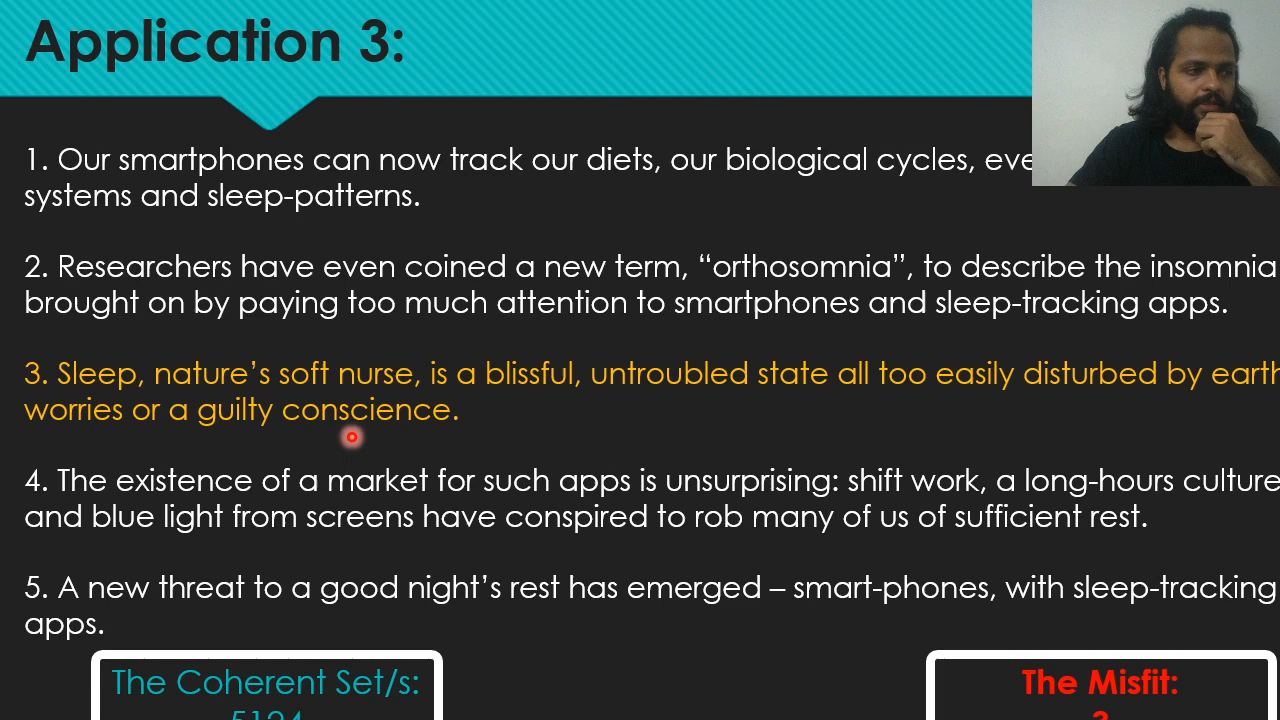 Application 3:
1. Our smartphones can now track our diets, our biological cycles,
systems and sleep-patterns.
2. Researchers have even coined a new term, “orthosomnia”, to describe the insomnia
brought on by paying too much attention to smartphones and sleep-tracking apps.
3. Sleep, nature’s soft nurse, is a blissful, untroubled state all too easily disturbed by
worries or a guilty conscience.
4. The existence of a market for such apps is unsurprising: shift work, a long-hours culture
and blue light from screens have conspired to rob many of us of sufficient rest.
5. A new threat to a good night’s rest has emerged – smart-phones, with sleep-tracking
apps.
The Coherent Set/s:
5124
The Misfit:
3